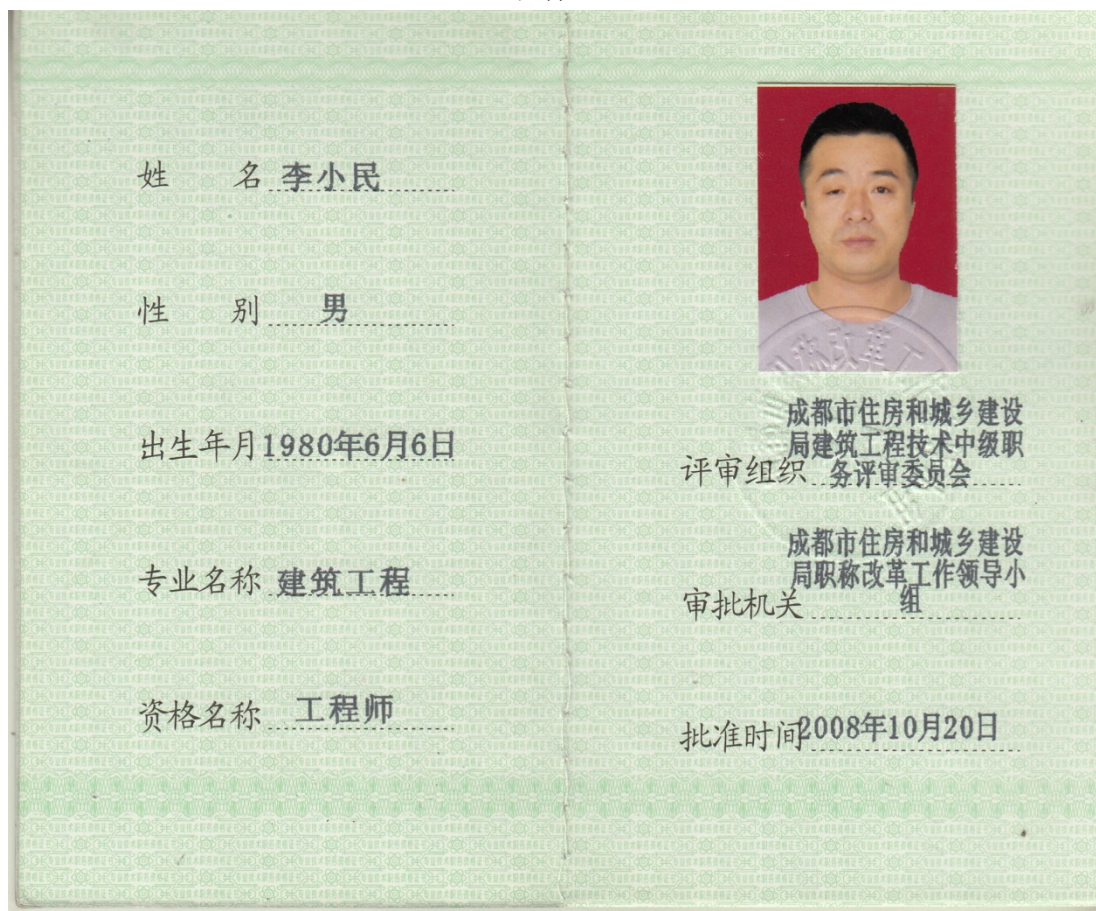 姓 名 李小民
性 别 男
出生年月 1980年6月6日
专业名称 建筑工程
资格名称 工程师
成都市住房和城乡建设
局建筑工程技术中级职
评审组织 务评审委员会
成都市住房和城乡建设
局职称改革工作领导小
审批机关 组
批准时间 2008年10月20日